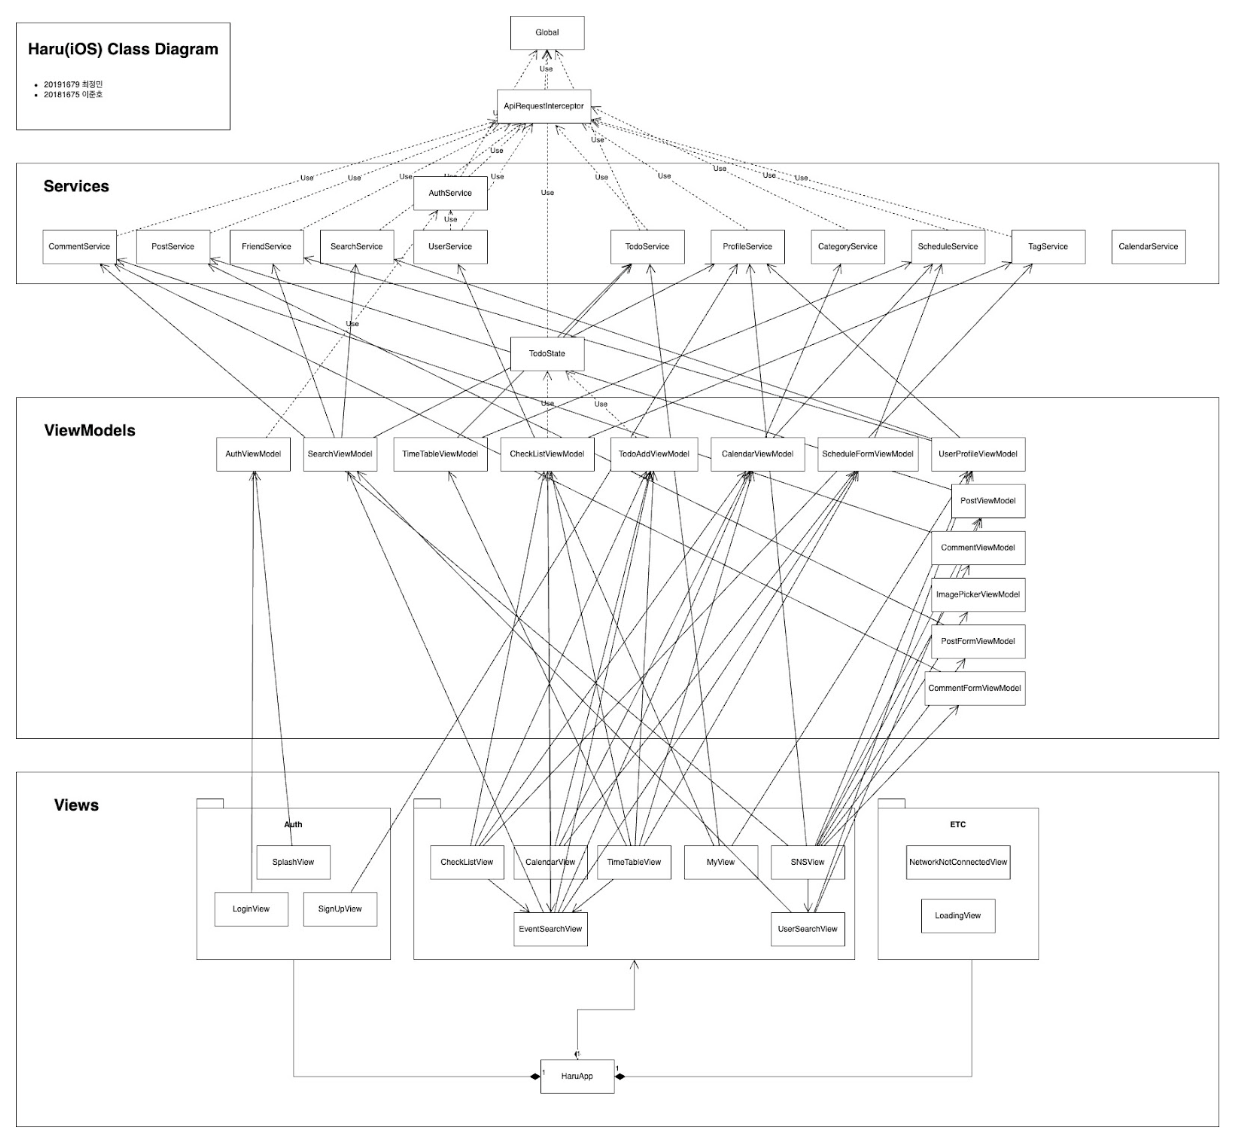 Haru(iOS) Class Diagram
20191679 최정민
20181675 이준호
Global
Use
ApiRequestInterceptor
Use
Use
Use
Services
Use
Use
Use
Use
Use
Use
Use
AuthService
Use
Use
CommentService
PostService
FriendService
SearchService
UserService
TodoService
ProfileService
CategoryService
ScheduleService
TagService
CalendarService
Use
TodoState
Use
Use
ViewModels
AuthViewModel
SearchViewModel
TimeTableViewModel
CheckListViewModel
TodoAddViewModel
CalendarViewModel
ScheduleFormViewModel
UserProfileViewModel
PostViewModel
CommentViewModel
ImagePickerViewModel
PostFormViewModel
CommentFormViewModel
Views
Auth
ETC
SplashView
CheckListView
CalendarView
TimeTableView
MyView
SNSView
NetworkNotConnectedView
LoginView
SignUpView
LoadingView
EventSearchView
UserSearchView
1
1
1
HaruApp